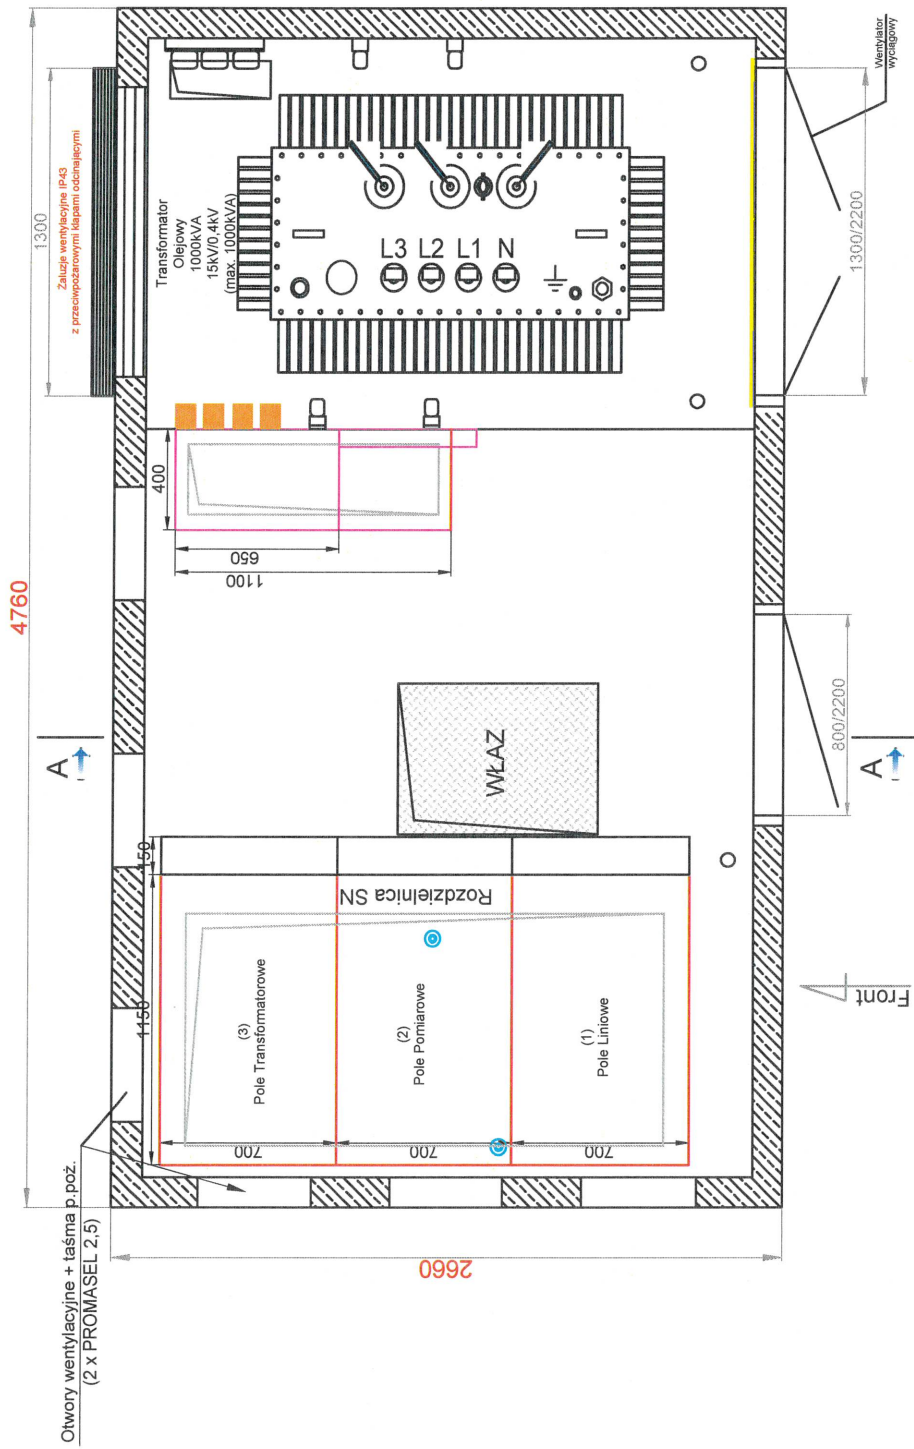 4760
1300
Żaluzje wentylacyjne IP43
z przeciwpożarowymi klapami odcinającymi
Transformator
Olejowy
1000kVA
15kV/0,4kV
(max. 1000kVA)
L3 L2 L1 N
Wentylator
wyciągowy
1300/2200
400
650
1100
A
WŁAZ
800/2200
A
150
1150
Rozdzielnica SN
(3)
Pole Transformatorowe
(2)
Pole Pomiarowe
(1)
Pole Liniowe
700
700
700
Front
Otwory wentylacyjne + taśma p.poż.
(2 x PROMASEL 2,5)
2660